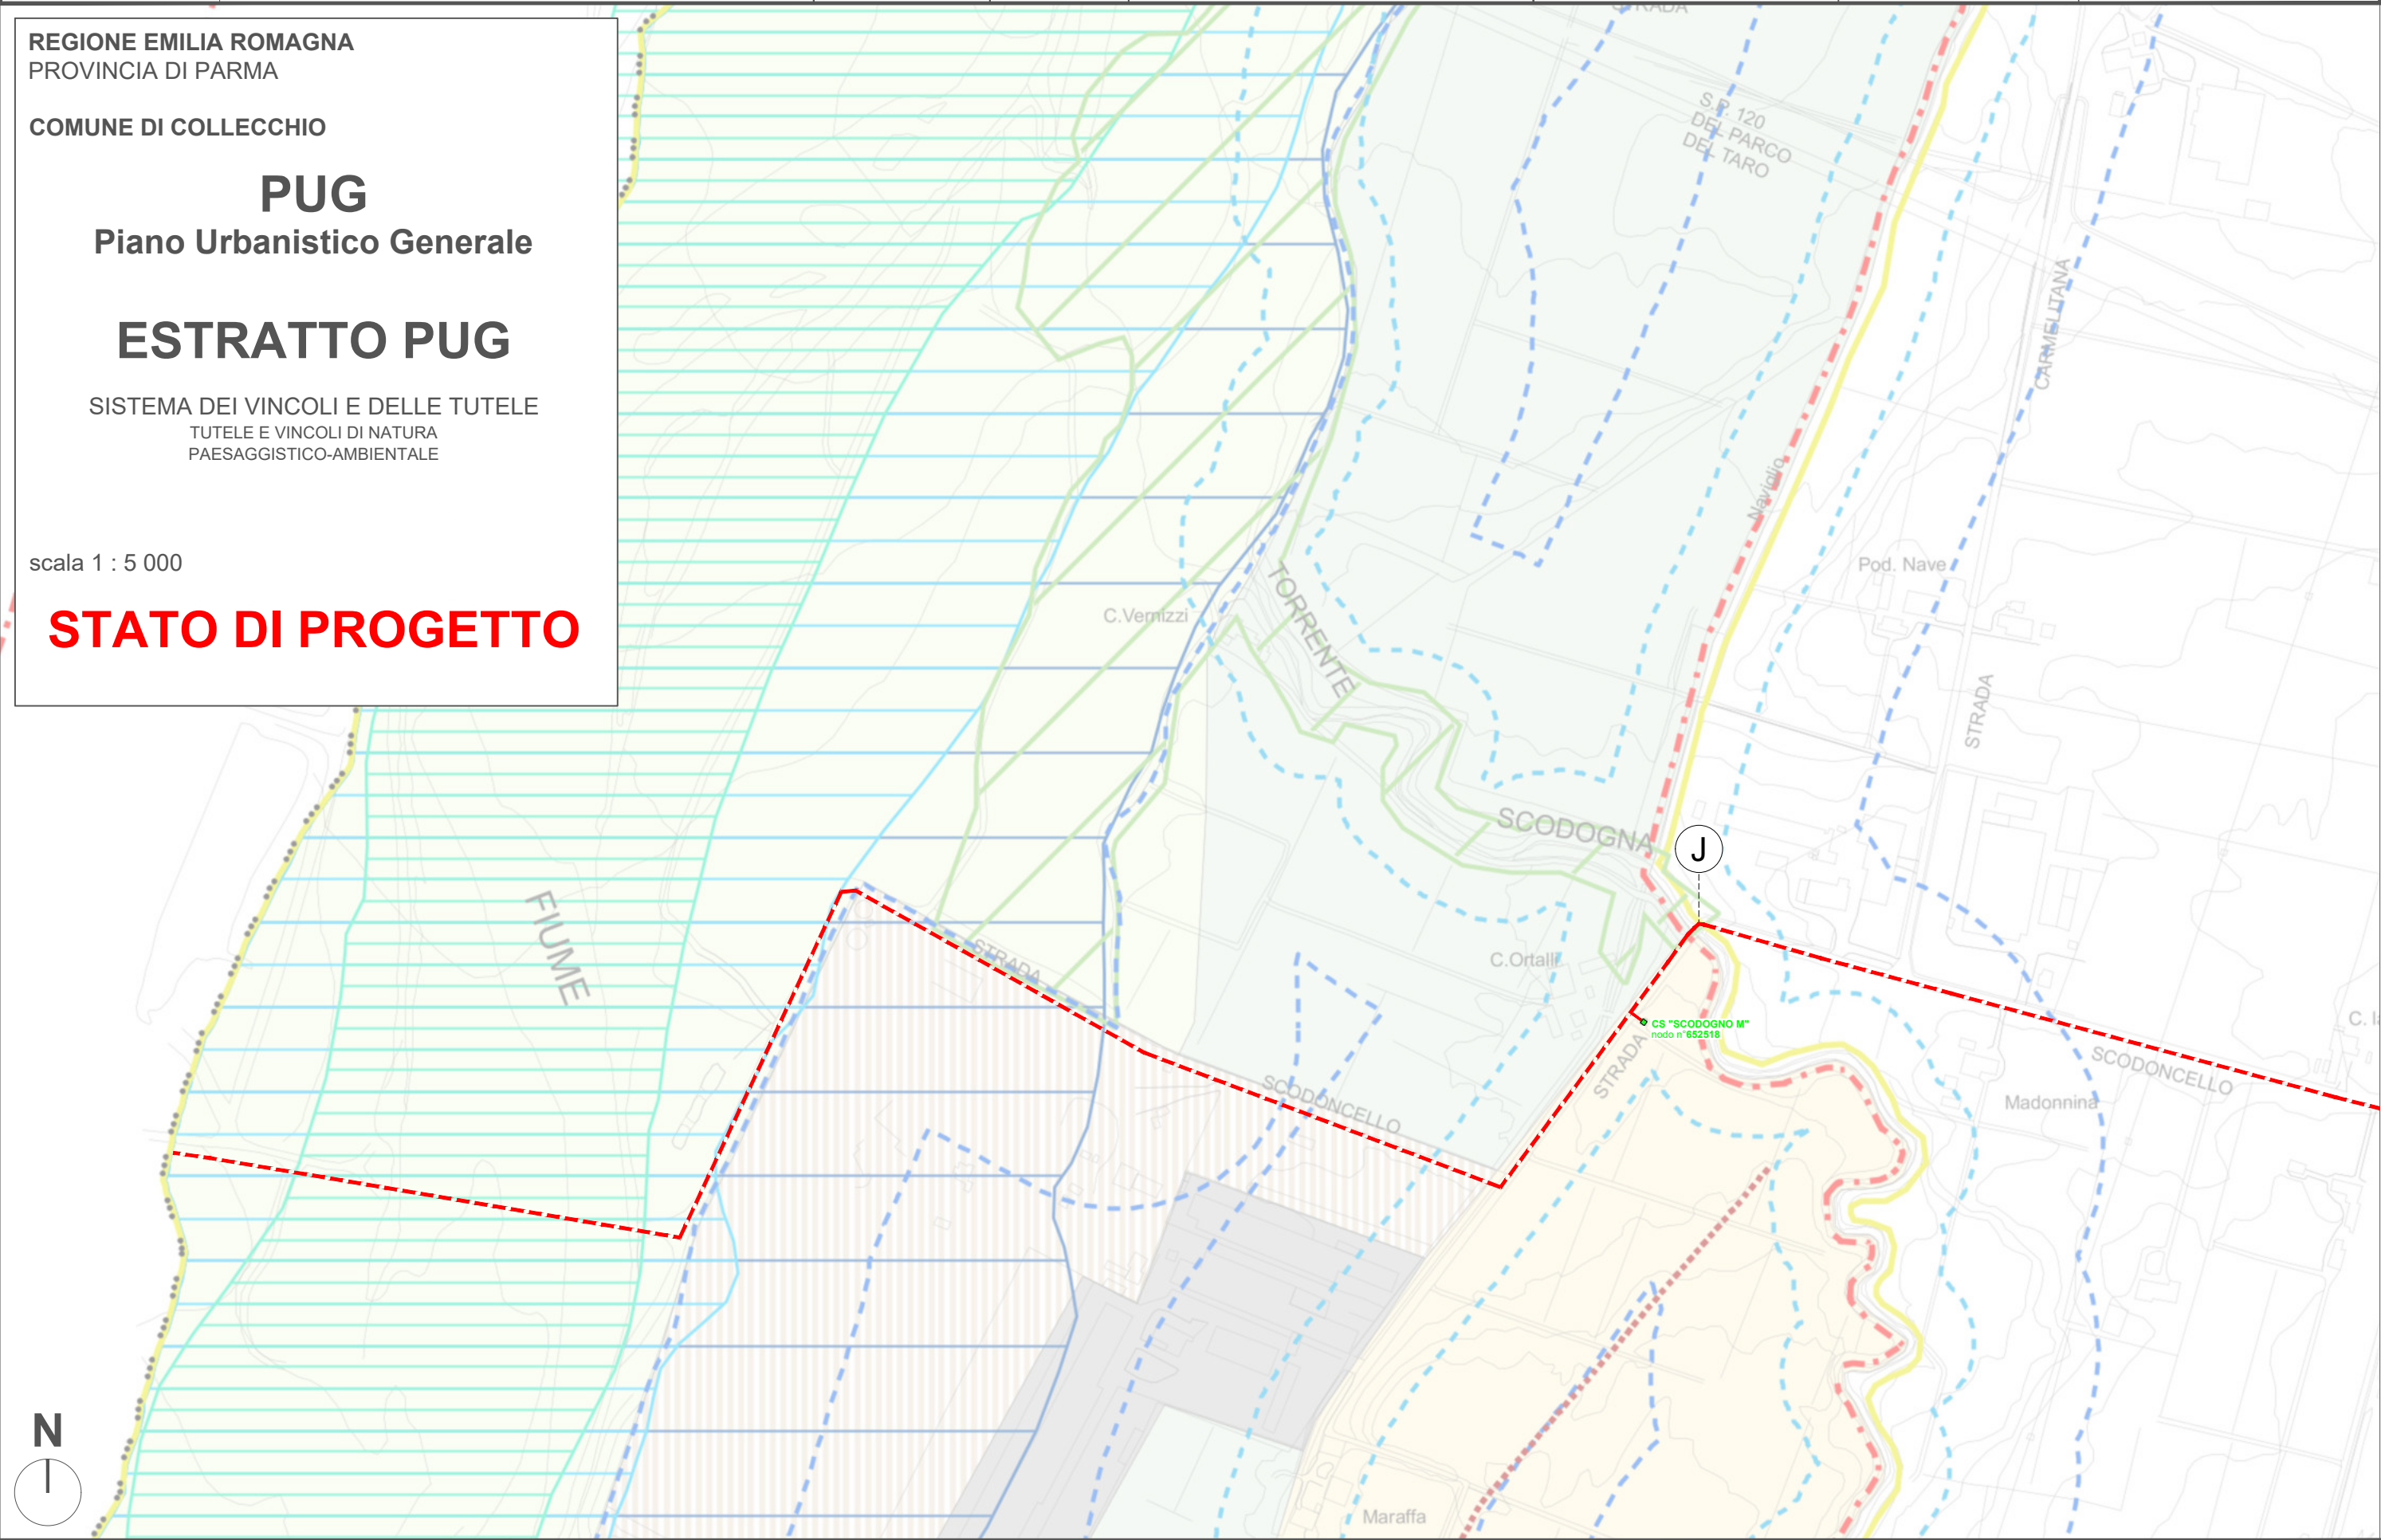 REGIONE EMILIA ROMAGNA
PROVINCIA DI PARMA
COMUNE DI COLLECCHIO
PUG
Piano Urbanistico Generale
ESTRATTO PUG
SISTEMA DEI VINCOLI E DELLE TUTELE
TUTELE E VINCOLI DI NATURA
PAESAGGISTICO-AMBIENTALE
scala 1 : 5 000
STATO DI PROGETTO
STRADA
S.P. 120
DEL PARCO
DEL TARO
CARMELITANA
Naviglio
Pod. Nave
C.Vernizzi
TORRENTE
STRADA
SCODOGNA
J
FIUME
STRADA
C.Ortalli
CS "SCODOGNO M"
nodo n°652518
STRADA
SCODONCELLO
SCODONCELLO
Madonnina
Maraffa
N